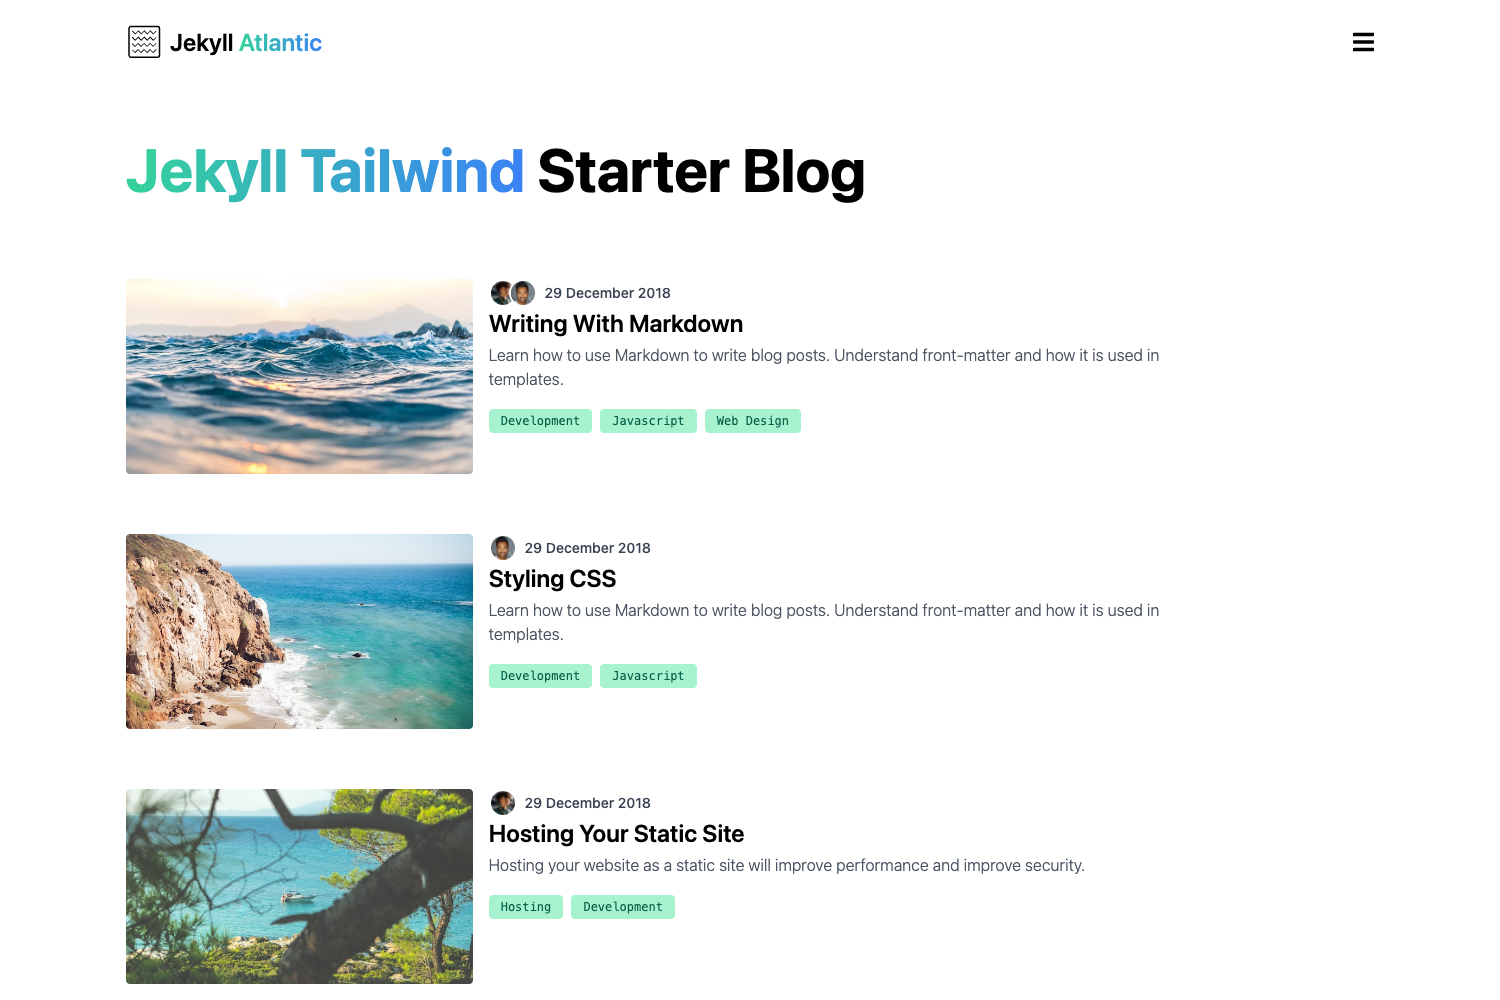 Jekyll Atlantic
Jekyll Tailwind Starter Blog
29 December 2018
Writing With Markdown
Learn how to use Markdown to write blog posts. Understand front-matter and how it is used in
templates.
Development Javascript Web Design
29 December 2018
Styling CSS
Learn how to use Markdown to write blog posts. Understand front-matter and how it is used in
templates.
Development Javascript
29 December 2018
Hosting Your Static Site
Hosting your website as a static site will improve performance and improve security.
Hosting Development